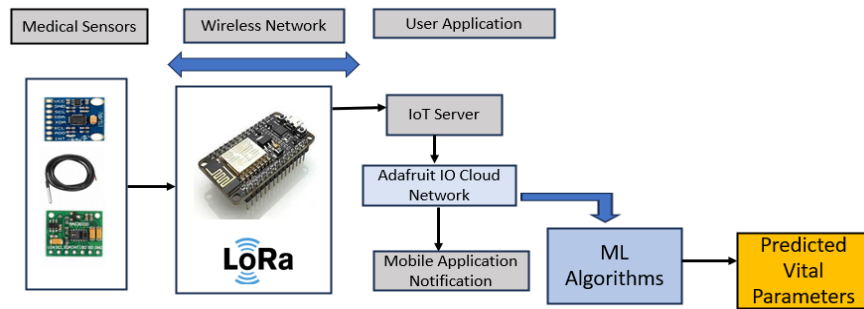 Medical Sensors
Wireless Network
User Application
IoT Server
Adafruit IO Cloud
Network
Mobile Application
Notification
LoRa
ML
Algorithms
Predicted
Vital
Parameters